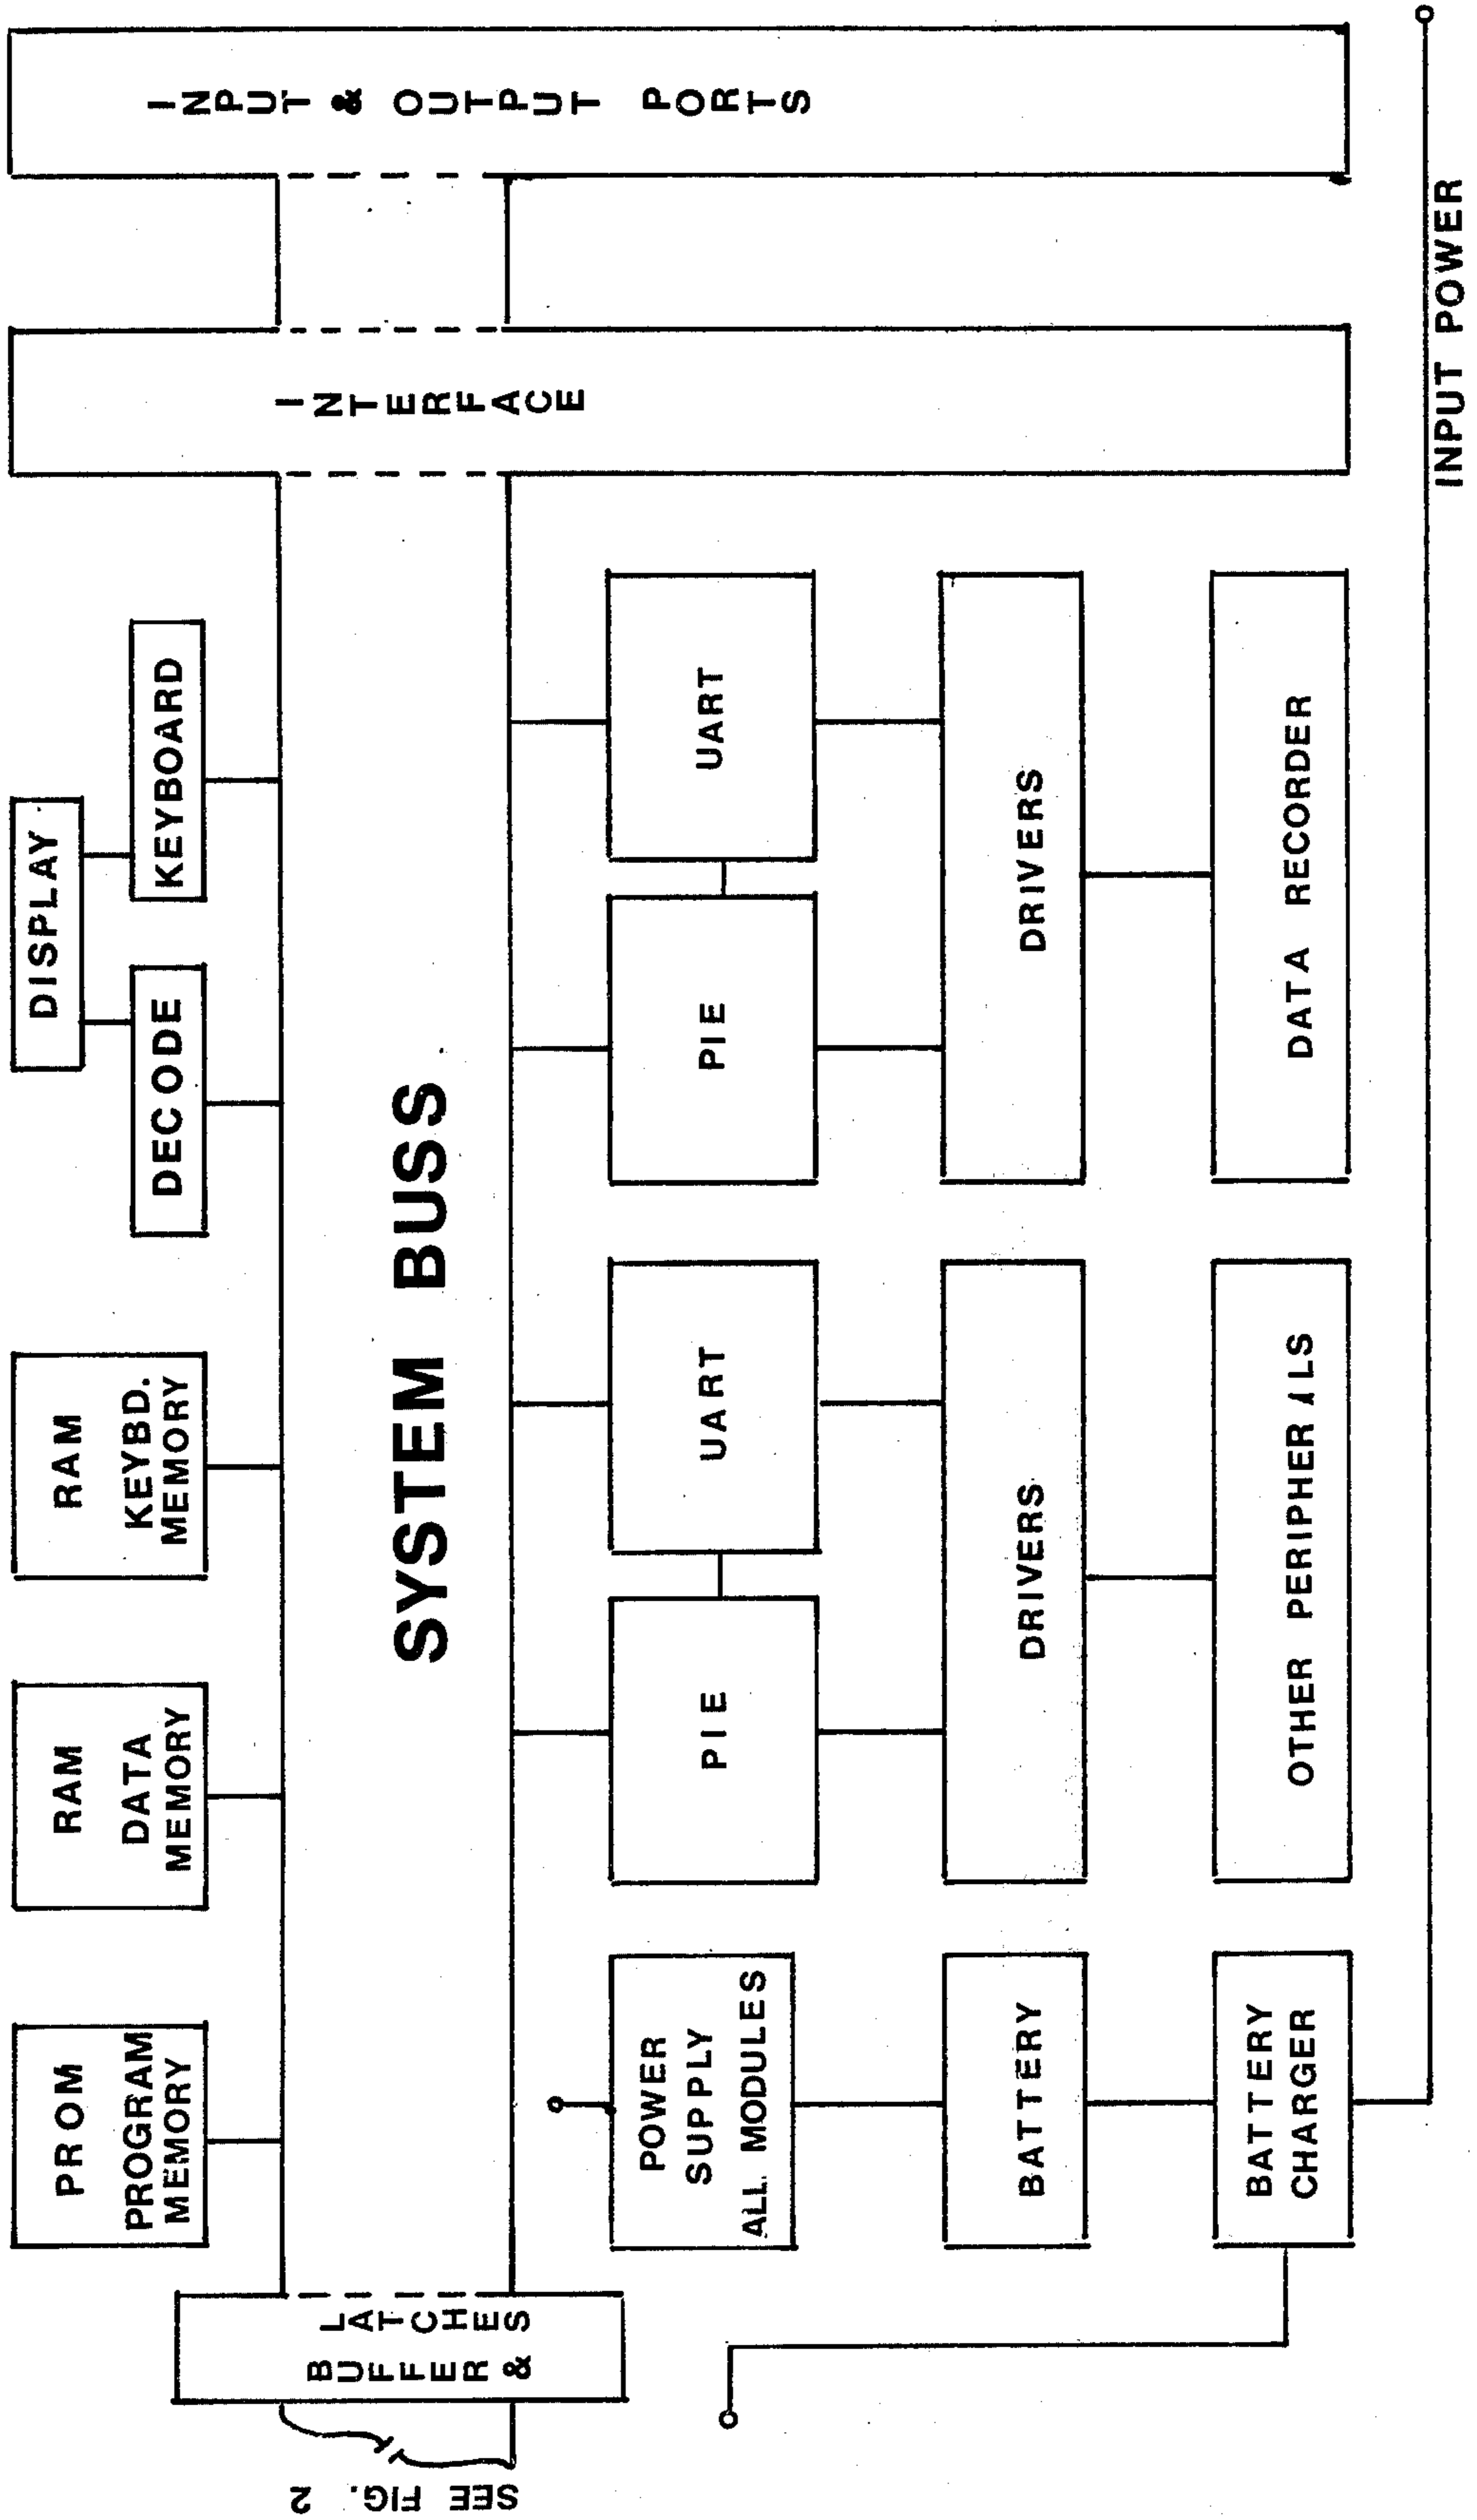 SEE FIG. 2
BUFFER &
LATCHES
PROM
PROGRAM
MEMORY
RAM
DATA
MEMORY
RAM
KEYBD.
MEMORY
DISPLAY
DECODE
KEYBOARD
SYSTEM BUSS
INTERFACE
INPUT & OUTPUT PORTS
POWER
SUPPLY
ALL MODULES
PIE
UART
PIE
UART
BATTERY
DRIVERS
DRIVERS
BATTERY
CHARGER
OTHER PERIPHERALS
DATA RECORDER
INPUT POWER